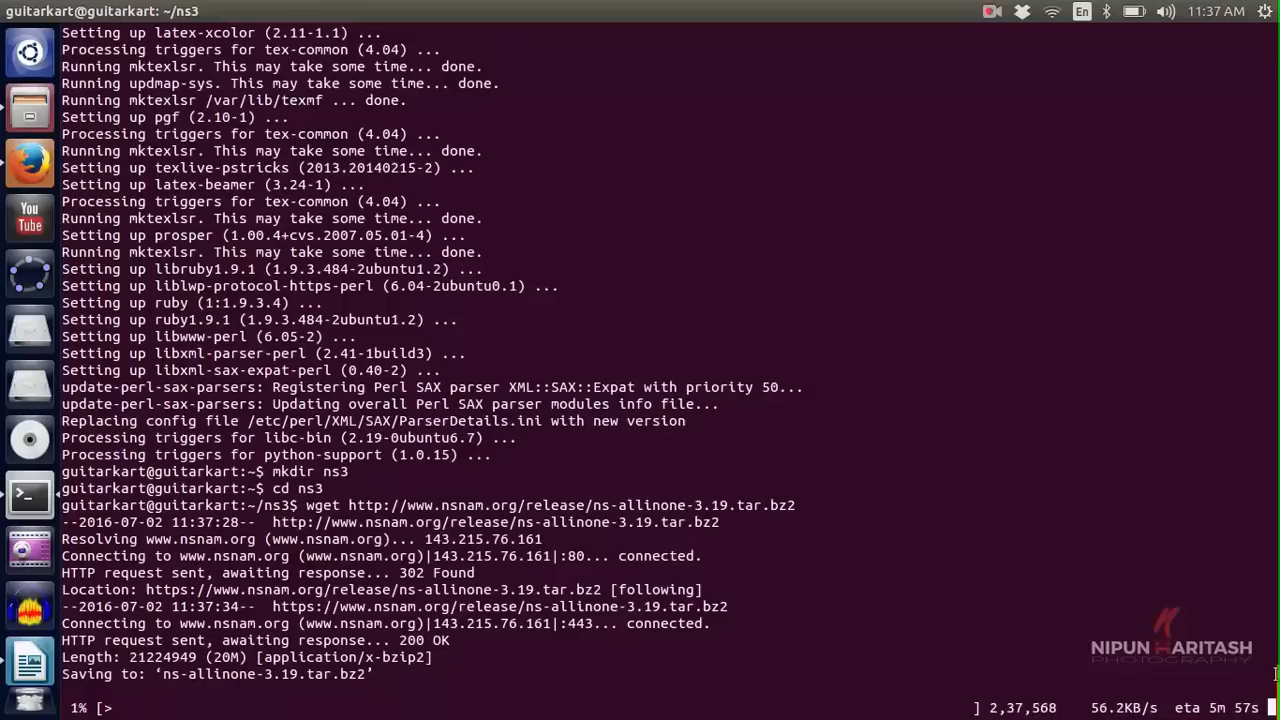 guitarkart@guitarkart: ~/ns3
En
11:37 AM
Setting up latex-xcolor (2.11-1.1) ...
Processing triggers for tex-common (4.04) ...
Running mktexlsr. This may take some time... done.
Running updmap-sys. This may take some time... done.
Running mktexlsr /var/lib/texmf ... done.
Setting up pgf (2.10-1) ...
Processing triggers for tex-common (4.04) ...
Running mktexlsr. This may take some time... done.
Setting up texlive-pstricks (2013.20140215-2) ...
Setting up latex-beamer (3.24-1) ...
Processing triggers for tex-common (4.04) ...
Running mktexlsr. This may take some time... done.
Setting up prosper (1.00.4+cvs.2007.05.01-4) ...
Running mktexlsr. This may take some time... done.
Setting up libruby1.9.1 (1.9.3.484-2ubuntu1.2) ...
Setting up liblwp-protocol-https-perl (6.04-2ubuntu0.1) ...
Setting up ruby (1:1.9.3.4) ...
Setting up ruby1.9.1 (1.9.3.484-2ubuntu1.2) ...
Setting up libwww-perl (6.05-2) ...
Setting up libxml-parser-perl (2.41-1build3) ...
Setting up libxml-sax-expat-perl (0.40-2) ...
update-perl-sax-parsers: Registering Perl SAX parser XML::SAX::Expat with priority 50...
update-perl-sax-parsers: Updating overall Perl SAX parser modules info file...
Replacing config file /etc/perl/XML/SAX/ParserDetails.ini with new version
Processing triggers for libc-bin (2.19-0ubuntu6.7) ...
Processing triggers for python-support (1.0.15) ...
guitarkart@guitarkart:~$ mkdir ns3
guitarkart@guitarkart:~$ cd ns3
guitarkart@guitarkart:~/ns3$ wget http://www.nsnam.org/release/ns-allinone-3.19.tar.bz2
--2016-07-02 11:37:28-- http://www.nsnam.org/release/ns-allinone-3.19.tar.bz2
Resolving www.nsnam.org (www.nsnam.org)... 143.215.76.161
Connecting to www.nsnam.org (www.nsnam.org)|143.215.76.161|:80... connected.
HTTP request sent, awaiting response... 302 Found
Location: https://www.nsnam.org/release/ns-allinone-3.19.tar.bz2 [following]
--2016-07-02 11:37:34-- https://www.nsnam.org/release/ns-allinone-3.19.tar.bz2
Connecting to www.nsnam.org (www.nsnam.org)|143.215.76.161|:443... connected.
HTTP request sent, awaiting response... 200 OK
Length: 21224949 (20M) [application/x-bzip2]
Saving to: ‘ns-allinone-3.19.tar.bz2’
1% [> ] 2,37,568 56.2KB/s eta 5m 57s
You
Tube
NIPUN HARITASH
PHOTOGRAPHY